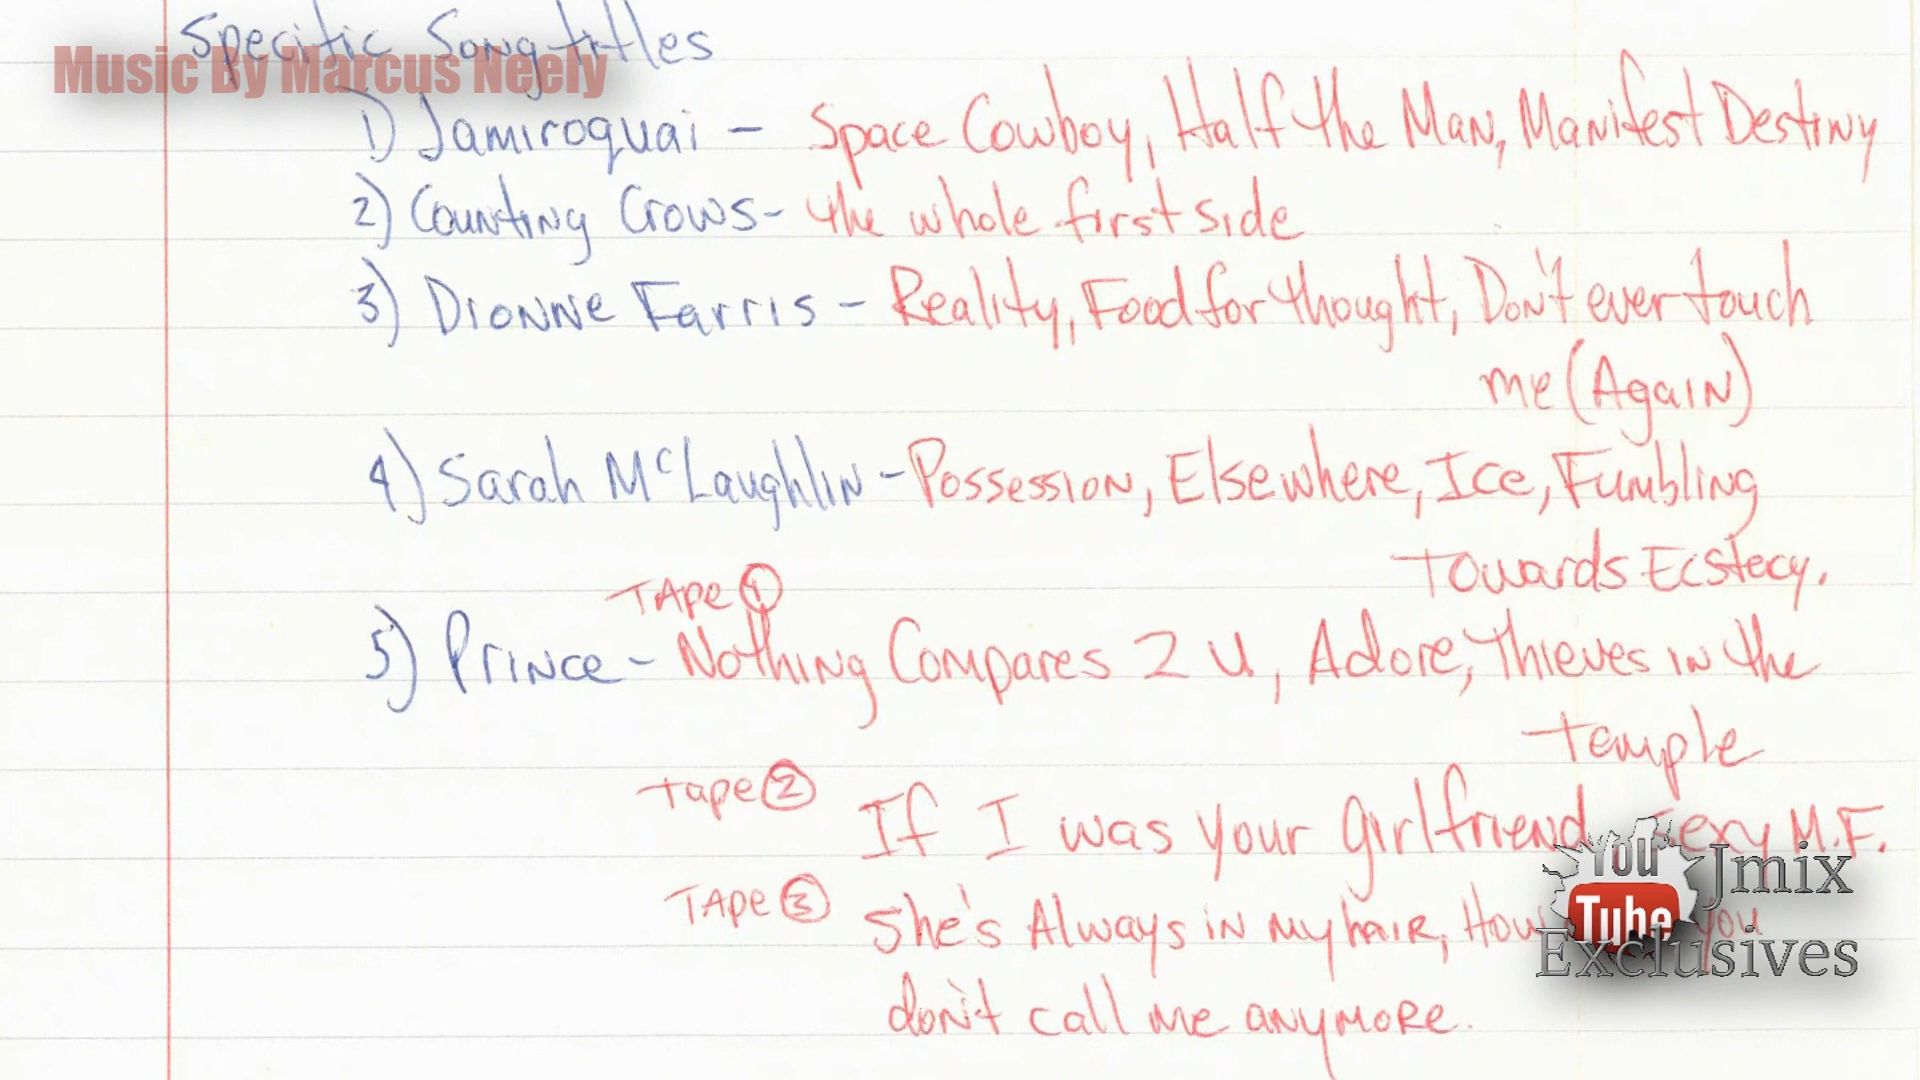 Specific Song titles
Music By Marcus Neely
1) Jamiroquai - Space Cowboy, Half the Man, Manifest Destiny
2) Counting Crows - the whole first side
3) Dionne Farris - Reality, Food for thought, Don't ever touch
me (Again)
4) Sarah McLaughlin - Possession, Elsewhere, Ice, Fumbling
Towards Ecstecy.
TApe 1
5) Prince - Nothing Compares 2 U, Adore, Thieves in the
temple
tape 2
If I was your Girlfriend, Sexy M.F.
TApe 3
She's Always in my hair, How you
don't call me anymore.
You Tube
Jmix
Exclusives